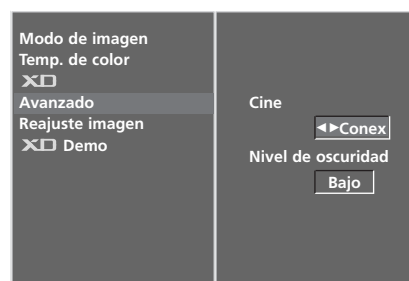 Modo de imagen
Temp. de color
XD
Avanzado
Reajuste imagen
XD Demo
Cine
◄►Conex
Nivel de oscuridad
Bajo